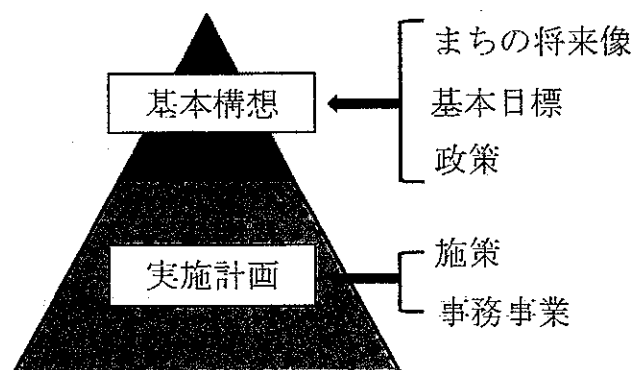 まちの将来像
基本構想
基本目標
政策
実施計画
施策
事務事業